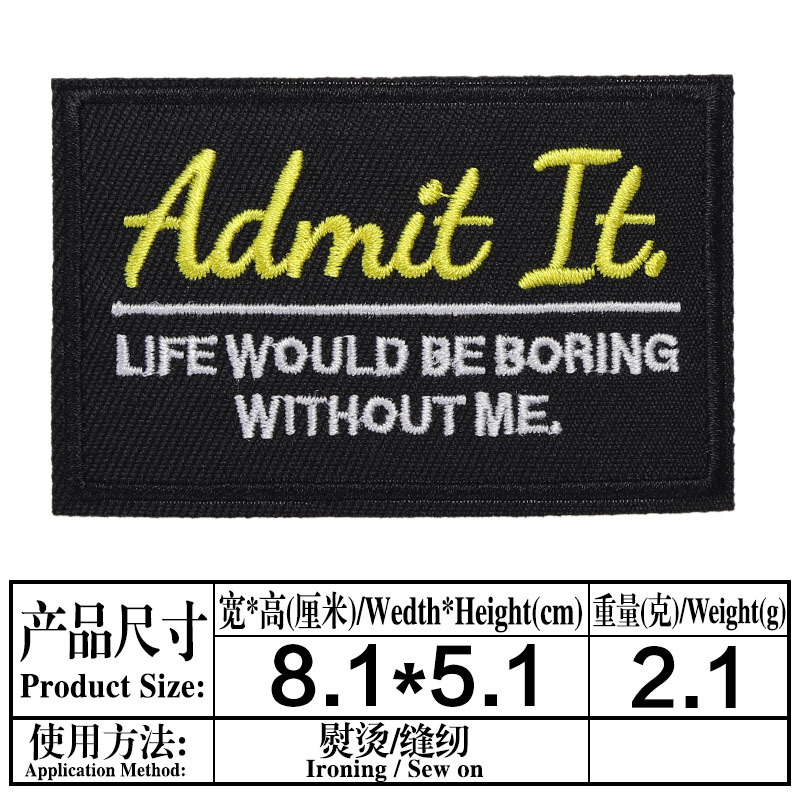 Admit It.
LIFE WOULD BE BORING
WITHOUT ME.
产品尺寸
Product Size:
宽*高(厘米)/Wedth*Height(cm)
重量(克)/Weight(g)
8.1*5.1
2.1
使用方法:
Application Method:
熨烫/缝纫
Ironing / Sew on